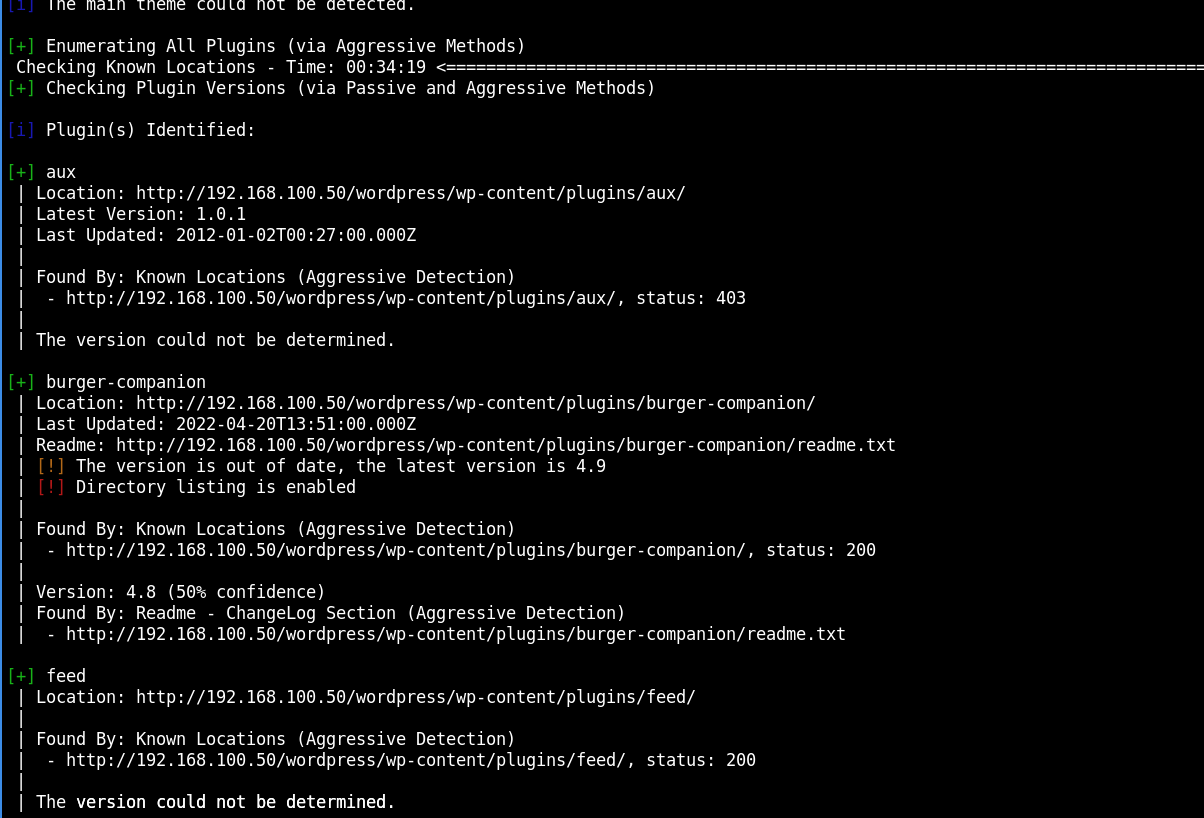 [i] The main theme could not be detected.
[+] Enumerating All Plugins (via Aggressive Methods)
Checking Known Locations - Time: 00:34:19 <============================================================================
[+] Checking Plugin Versions (via Passive and Aggressive Methods)
[i] Plugin(s) Identified:
[+] aux
| Location: http://192.168.100.50/wordpress/wp-content/plugins/aux/
| Latest Version: 1.0.1
| Last Updated: 2012-01-02T00:27:00.000Z
|
| Found By: Known Locations (Aggressive Detection)
|  - http://192.168.100.50/wordpress/wp-content/plugins/aux/, status: 403
|
| The version could not be determined.
[+] burger-companion
| Location: http://192.168.100.50/wordpress/wp-content/plugins/burger-companion/
| Last Updated: 2022-04-20T13:51:00.000Z
| Readme: http://192.168.100.50/wordpress/wp-content/plugins/burger-companion/readme.txt
| [!] The version is out of date, the latest version is 4.9
| [!] Directory listing is enabled
|
| Found By: Known Locations (Aggressive Detection)
|  - http://192.168.100.50/wordpress/wp-content/plugins/burger-companion/, status: 200
|
| Version: 4.8 (50% confidence)
| Found By: Readme - ChangeLog Section (Aggressive Detection)
|  - http://192.168.100.50/wordpress/wp-content/plugins/burger-companion/readme.txt
[+] feed
| Location: http://192.168.100.50/wordpress/wp-content/plugins/feed/
|
| Found By: Known Locations (Aggressive Detection)
|  - http://192.168.100.50/wordpress/wp-content/plugins/feed/, status: 200
|
| The version could not be determined.